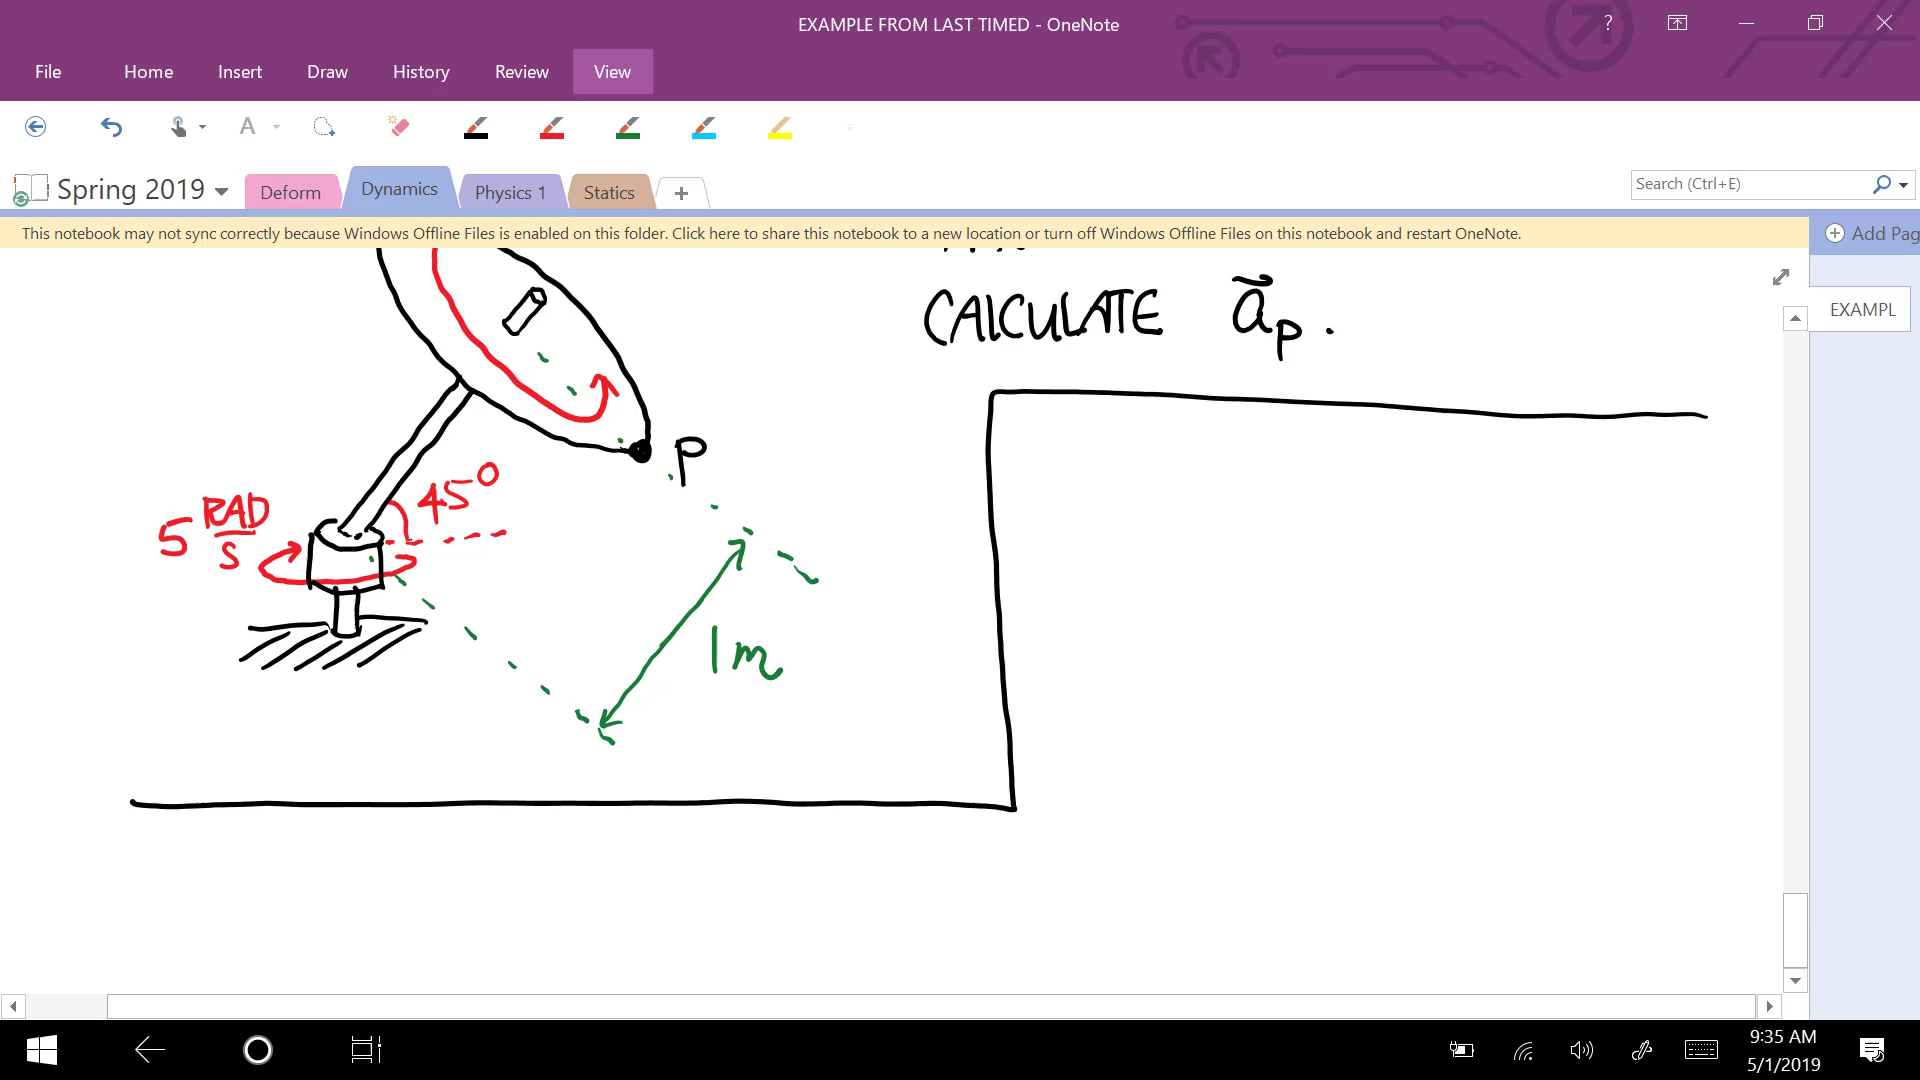 EXAMPLE FROM LAST TIMED - OneNote
?
File Home Insert Draw History Review View
A
Spring 2019
Deform
Dynamics
Physics 1
Statics
+
Search (Ctrl+E)
This notebook may not sync correctly because Windows Offline Files is enabled on this folder. Click here to share this notebook to a new location or turn off Windows Offline Files on this notebook and restart OneNote.
Add Pag
EXAMPL
CALCULATE a⃗p .
P
45°
5 RAD/S
1m
9:35 AM
5/1/2019